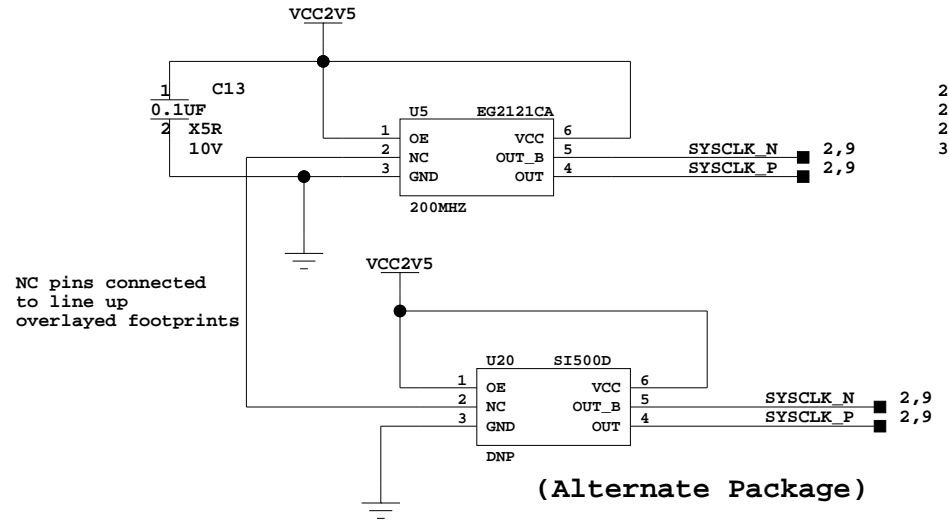 VCC2V5
1 C13
0.1UF
2 X5R
10V
U5 EG2121CA
1 OE VCC 6
2 NC OUT_B 5 SYSCLK_N 2,9
3 GND OUT 4 SYSCLK_P 2,9
200MHZ
2
2
2
3
NC pins connected
to line up
overlayed footprints
VCC2V5
U20 SI500D
1 OE VCC 6
2 NC OUT_B 5 SYSCLK_N 2,9
3 GND OUT 4 SYSCLK_P 2,9
DNP
(Alternate Package)